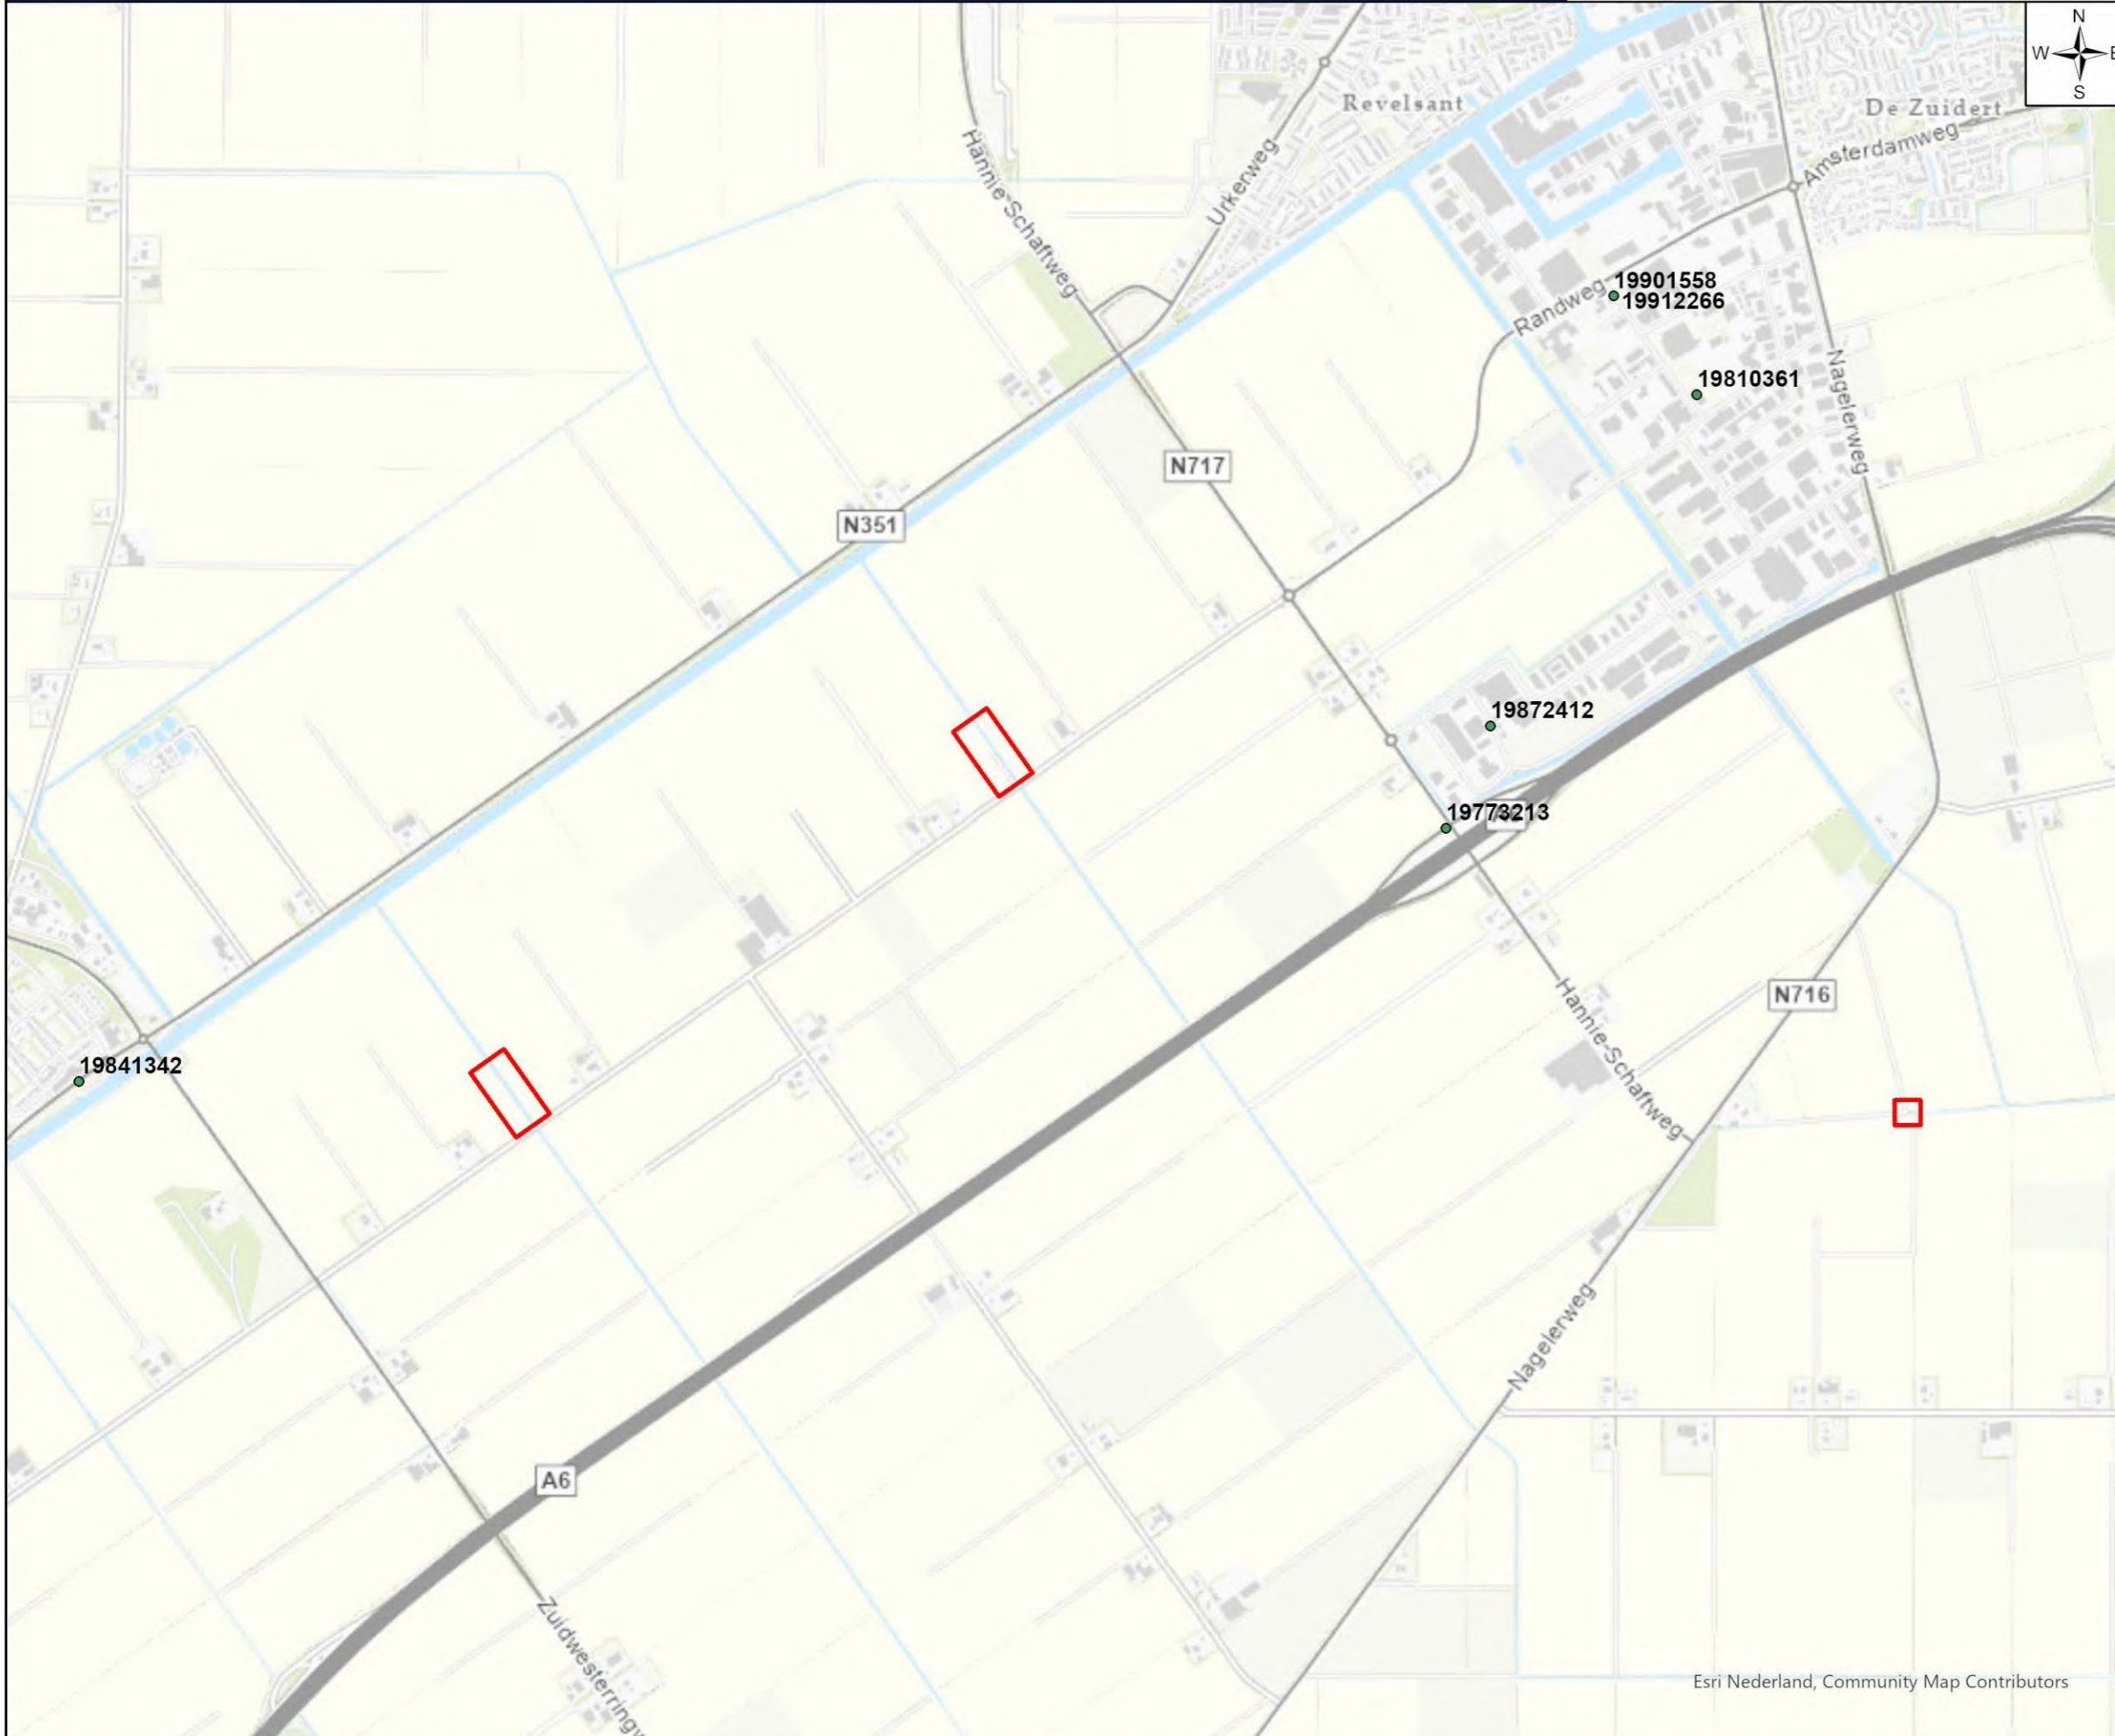 N
W E
S
Revelsant
De Zuidert
Amsterdamweg
Hannie-Schaftweg
Urkerweg
19901558
Randweg
19912266
19810361
Nagelerweg
N717
N351
19872412
19773213
N716
Hannie-Schaftweg
19841342
Nagelerweg
A6
Zuidwesterringw
Esri Nederland, Community Map Contributors